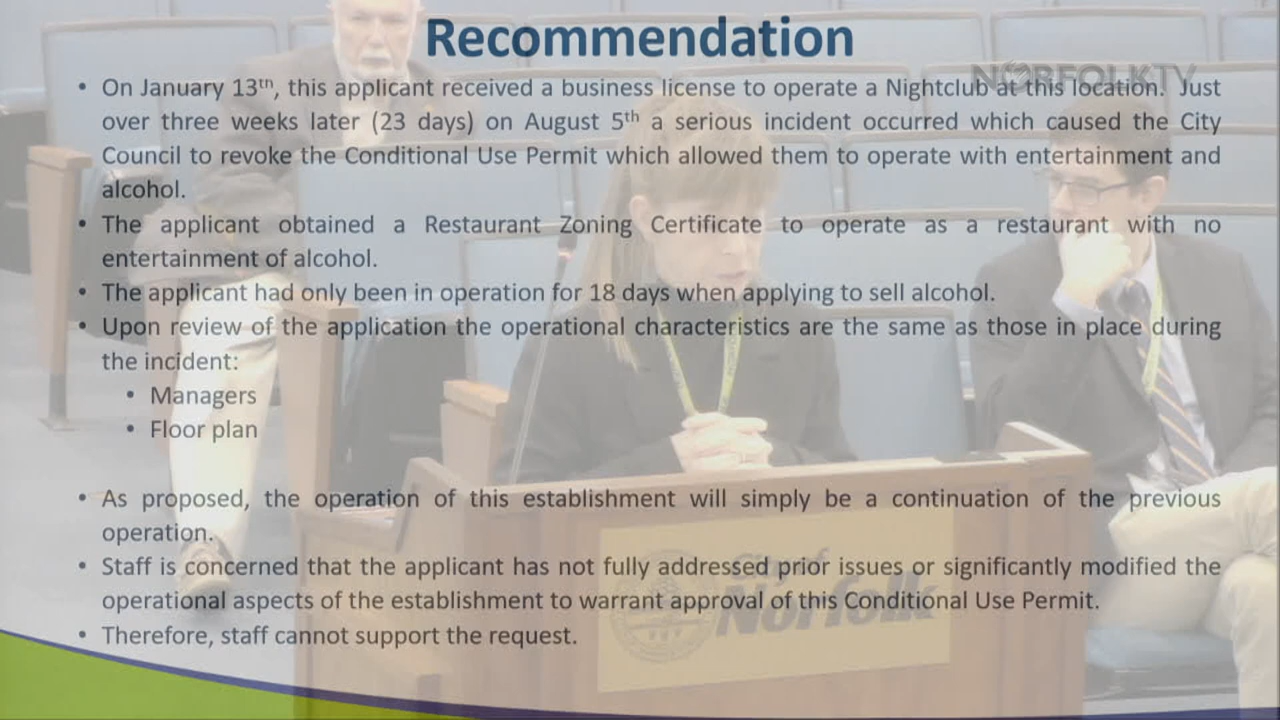 Recommendation
NORFOLKTV
• On January 13th, this applicant received a business license to operate a Nightclub at this location. Just
over three weeks later (23 days) on August 5th a serious incident occurred which caused the City
Council to revoke the Conditional Use Permit which allowed them to operate with entertainment and
alcohol.
• The applicant obtained a Restaurant Zoning Certificate to operate as a restaurant with no
entertainment of alcohol.
• The applicant had only been in operation for 18 days when applying to sell alcohol.
• Upon review of the application the operational characteristics are the same as those in place during
the incident:
• Managers
• Floor plan
• As proposed, the operation of this establishment will simply be a continuation of the previous
operation.
• Staff is concerned that the applicant has not fully addressed prior issues or significantly modified the
operational aspects of the establishment to warrant approval of this Conditional Use Permit.
• Therefore, staff cannot support the request.
City of
Norfolk